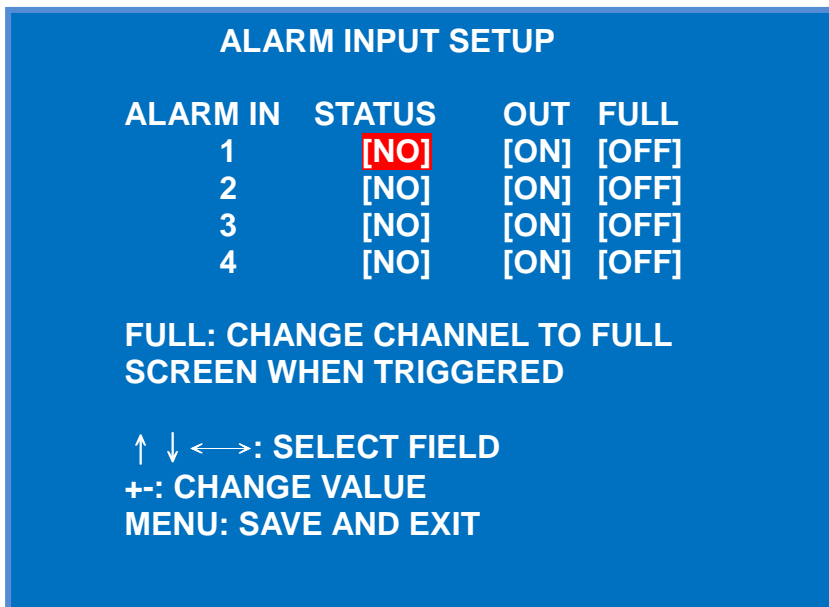 ALARM INPUT SETUP
ALARM IN STATUS OUT FULL
1 [NO] [ON] [OFF]
2 [NO] [ON] [OFF]
3 [NO] [ON] [OFF]
4 [NO] [ON] [OFF]
FULL: CHANGE CHANNEL TO FULL
SCREEN WHEN TRIGGERED
↑ ↓ ←→: SELECT FIELD
+-: CHANGE VALUE
MENU: SAVE AND EXIT